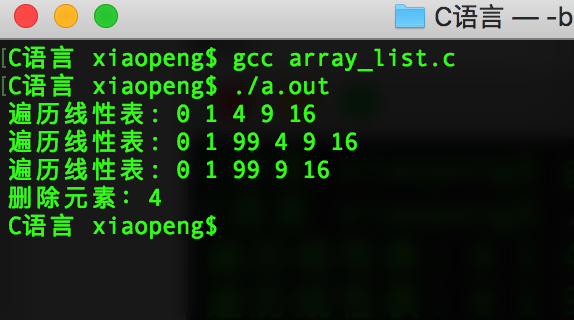 C语言 — -b
C语言 xiaopeng$ gcc array_list.c
C语言 xiaopeng$ ./a.out
遍历线性表: 0 1 4 9 16
遍历线性表: 0 1 99 4 9 16
遍历线性表: 0 1 99 9 16
删除元素: 4
C语言 xiaopeng$